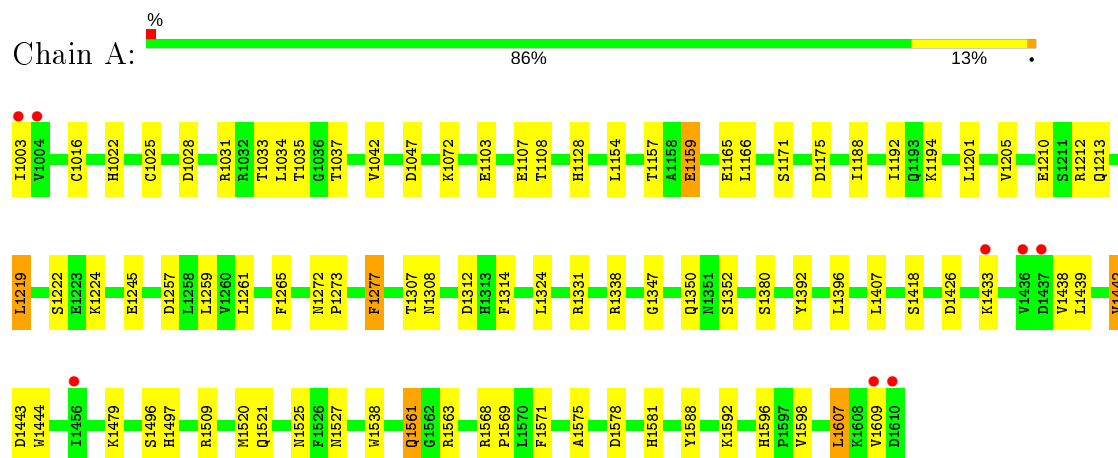 %
Chain A:
86% 13% •
I1003 V1004 C1016 H1022 C1025 D1028 R1031 R1032 T1033 L1034 T1035 G1036 T1037 V1042 D1047 K1072 E1103 E1107 T1108 H1128 L1154 T1157 A1158 E1159 E1165 L1166 S1171 D1175 I1188 I1192 Q1193 K1194 L1201 V1205 E1210 S1211 R1212 Q1213
L1219 S1222 E1223 K1224 E1245 D1257 L1258 L1259 V1260 L1261 F1265 N1272 P1273 F1277 T1307 N1308 D1312 H1313 F1314 L1324 R1331 R1338 G1347 Q1350 N1351 S1352 S1380 Y1392 L1396 L1407 S1418 D1426 K1433 V1436 D1437 V1438 L1439
D1443 W1444 I1456 K1479 S1496 H1497 R1509 M1520 Q1521 N1525 F1526 N1527 W1538 Q1561 G1562 R1563 R1568 P1569 L1570 F1571 A1575 D1578 H1581 Y1588 K1592 H1596 P1597 V1598 L1607 K1608 V1609 D1610